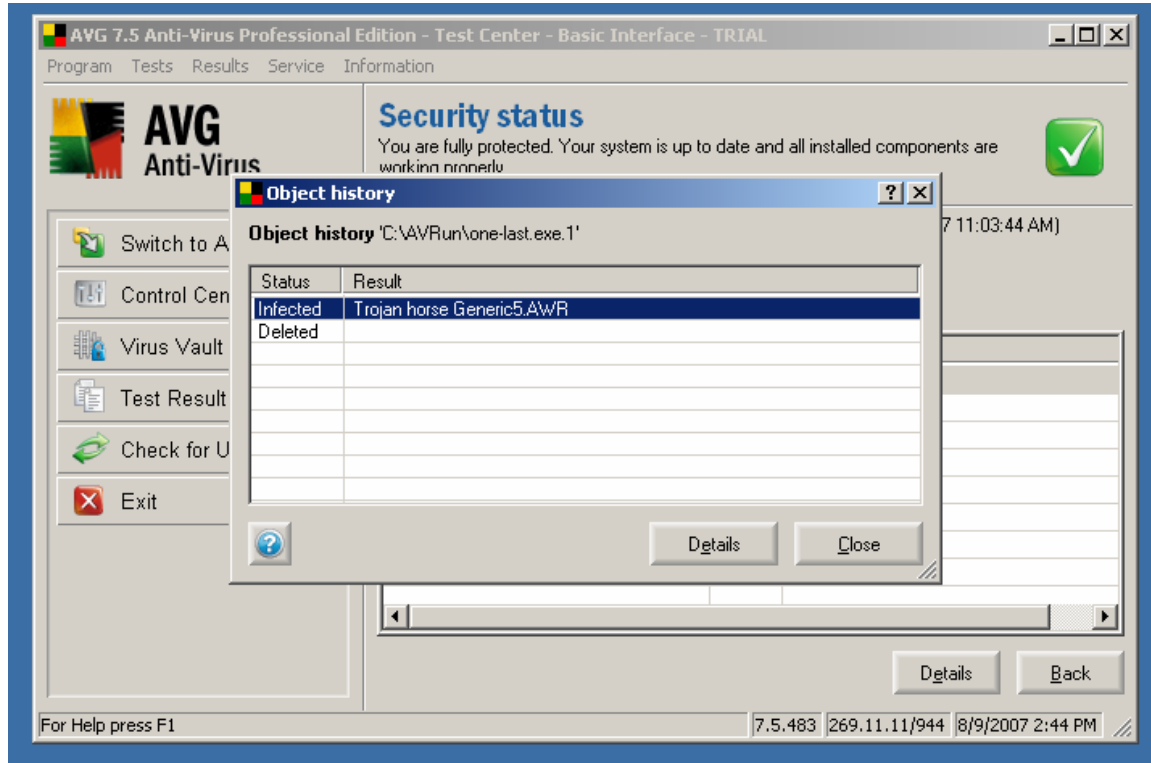 AVG 7.5 Anti-Virus Professional Edition - Test Center - Basic Interface - TRIAL
Program Tests Results Service Information
AVG
Anti-Virus
Security status
You are fully protected. Your system is up to date and all installed components are
working properly
Object history
7 11:03:44 AM)
Object history 'C:\AVRun\one-last.exe.1'
Status Result
Infected Trojan horse Generic5.AWR
Deleted
Switch to A
Control Cen
Virus Vault
Test Result
Check for U
Exit
Details Close
Details Back
For Help press F1 7.5.483 269.11.11/944 8/9/2007 2:44 PM